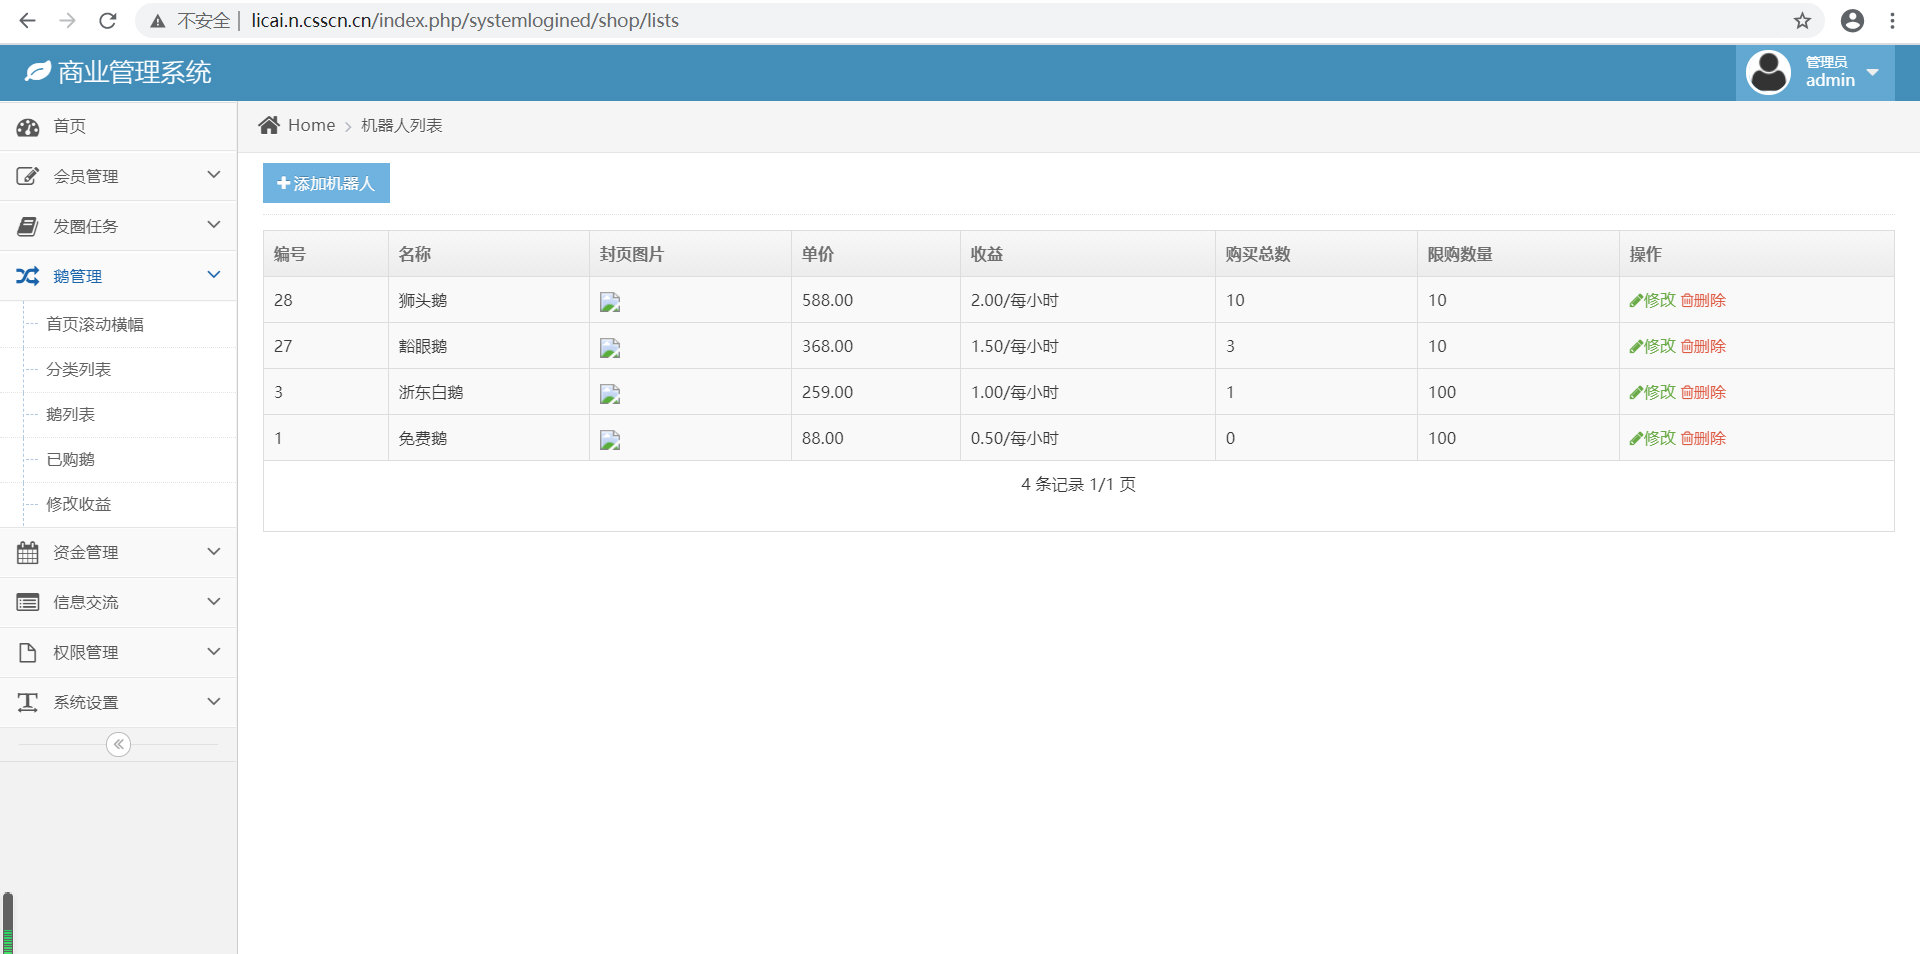 不安全 | licai.n.csscn.cn/index.php/systemlogined/shop/lists
商业管理系统
管理员
admin
首页
会员管理
发圈任务
鹅管理
首页滚动横幅
分类列表
鹅列表
已购鹅
修改收益
资金管理
信息交流
权限管理
系统设置
Home > 机器人列表
添加机器人
编号 名称 封页图片 单价 收益 购买总数 限购数量 操作
28 狮头鹅 588.00 2.00/每小时 10 10 修改 删除
27 豁眼鹅 368.00 1.50/每小时 3 10 修改 删除
3 浙东白鹅 259.00 1.00/每小时 1 100 修改 删除
1 免费鹅 88.00 0.50/每小时 0 100 修改 删除
4 条记录 1/1 页